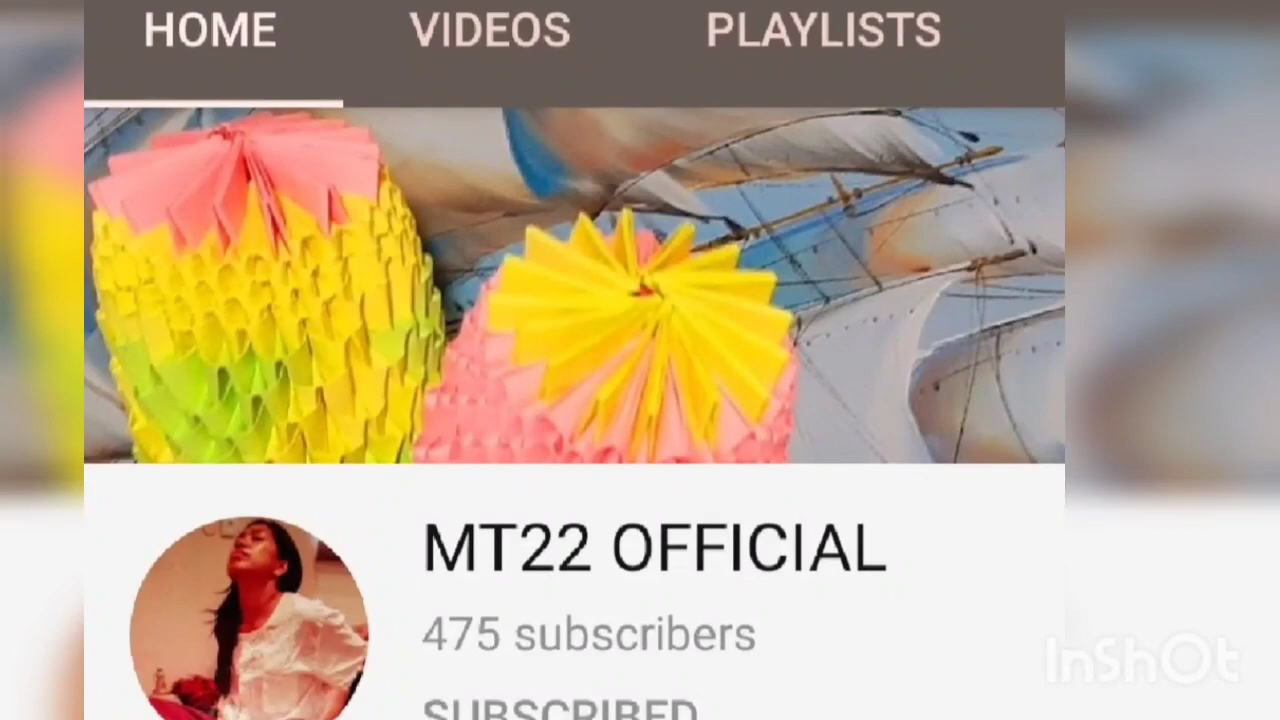 HOME VIDEOS PLAYLISTS
MT22 OFFICIAL
475 subscribers
SUBSCRIBED
InShOt